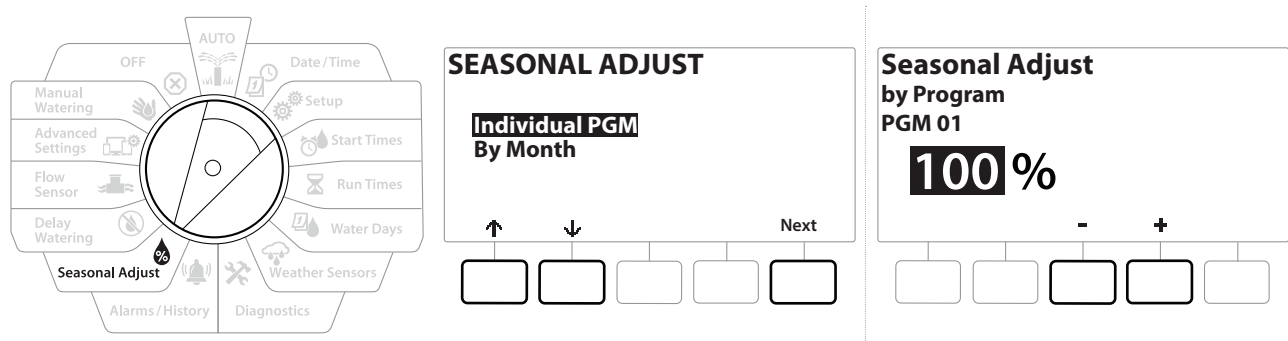 AUTO
OFF
Date/Time
Manual
Watering
Setup
Advanced
Settings
Start Times
Flow
Sensor
Run Times
Delay
Watering
Water Days
Seasonal Adjust
%
Weather Sensors
Alarms/History
Diagnostics
SEASONAL ADJUST
Individual PGM
By Month
↑ ↓ Next
Seasonal Adjust
by Program
PGM 01
100 %
- +